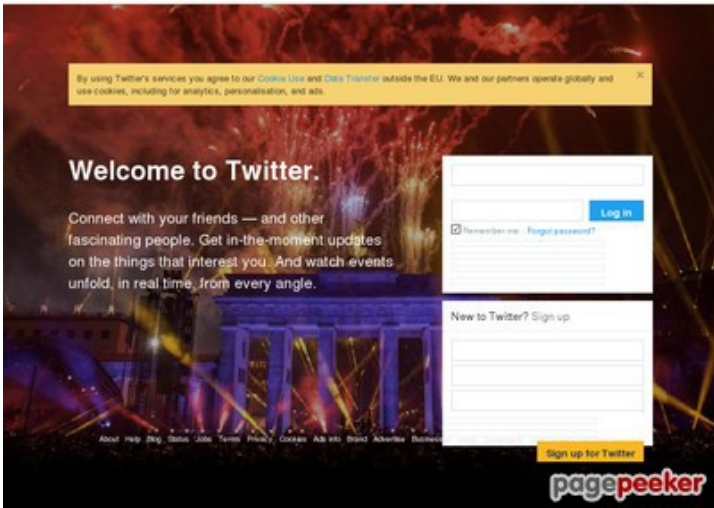 By using Twitter's services you agree to our Cookie Use and Data Transfer outside the EU. We and our partners operate globally and
use cookies, including for analytics, personalisation, and ads.
×
Welcome to Twitter.
Connect with your friends — and other
fascinating people. Get in-the-moment updates
on the things that interest you. And watch events
unfold, in real time, from every angle.
Log in
Remember me · Forgot password?
New to Twitter? Sign up
About Help Blog Status Jobs Terms Privacy Cookies Ads info Brand Advertise Business
Sign up for Twitter
pagepeeker